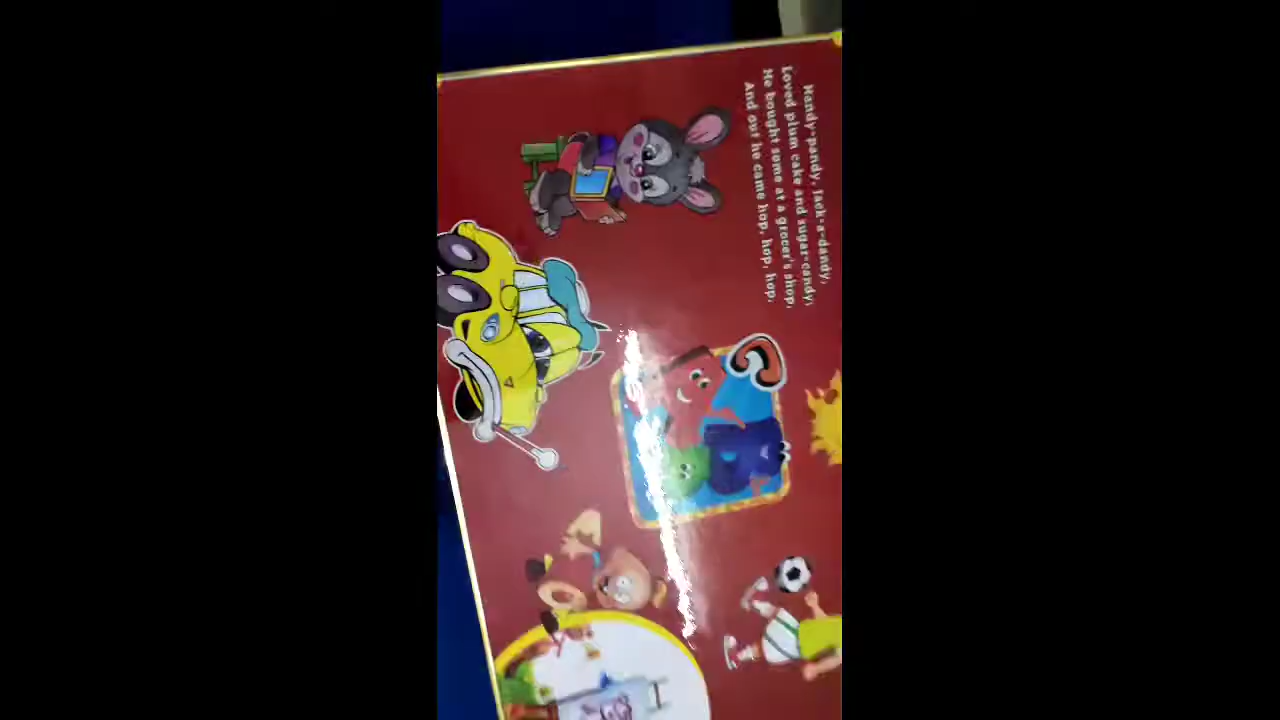 Handy-pandy, Jack-a-dandy,
Loved plum cake and sugar-candy;
He bought some at a grocer's shop,
And out he came hop, hop, hop,